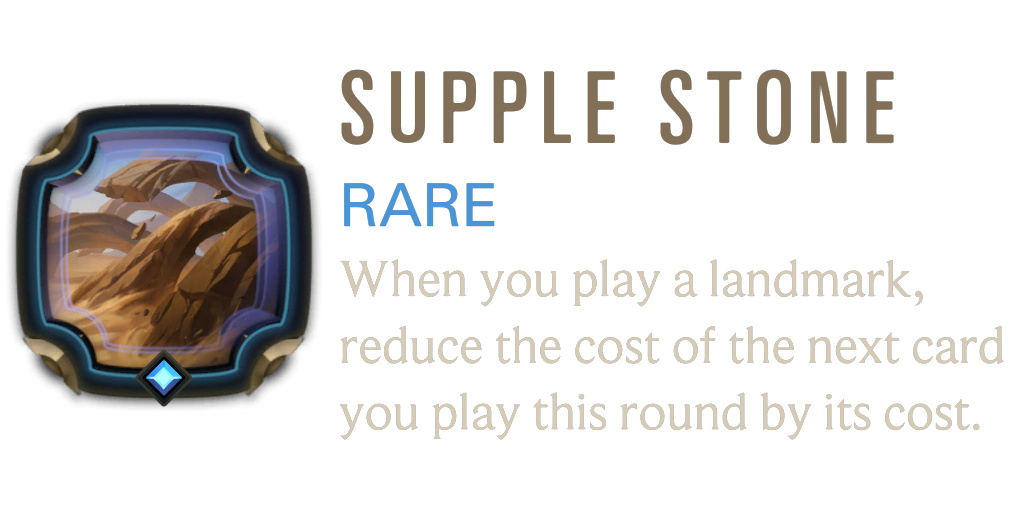 SUPPLE STONE
RARE
When you play a landmark,
reduce the cost of the next card
you play this round by its cost.